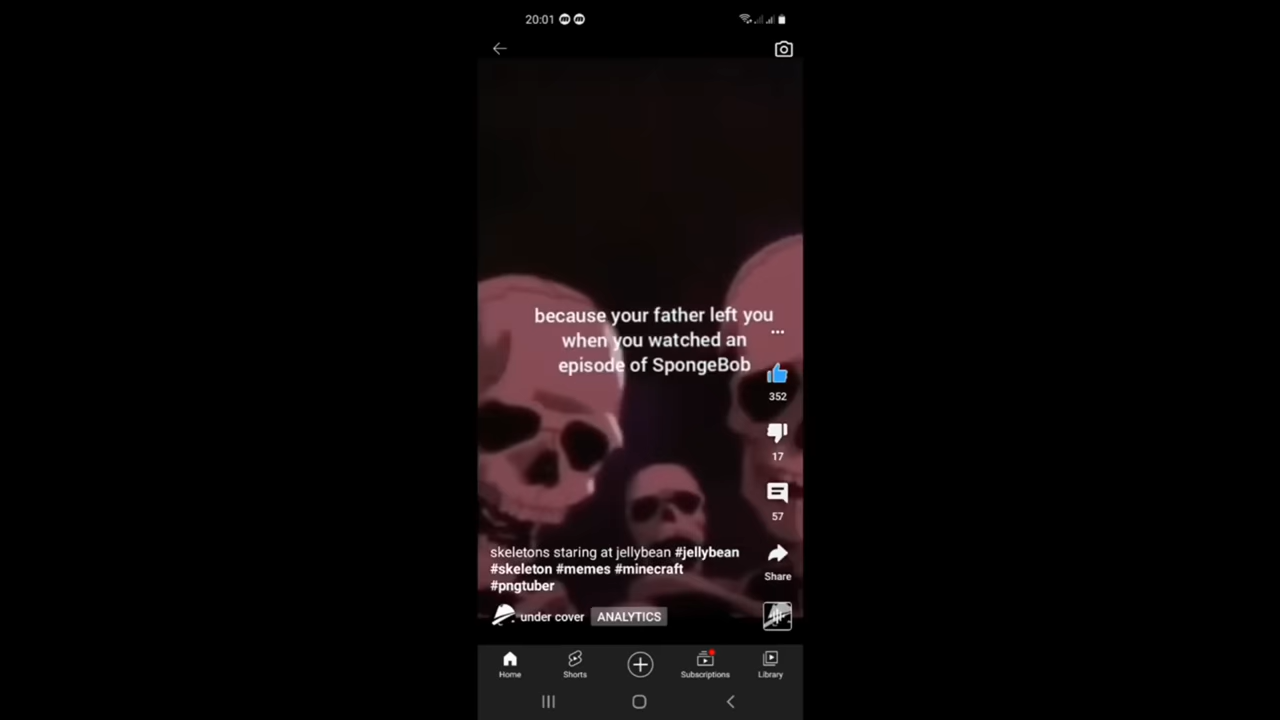 20:01
because your father left you
when you watched an
episode of SpongeBob
352
17
57
skeletons staring at jellybean #jellybean
#skeleton #memes #minecraft
#pngtuber
Share
under cover ANALYTICS
Home Shorts Subscriptions Library